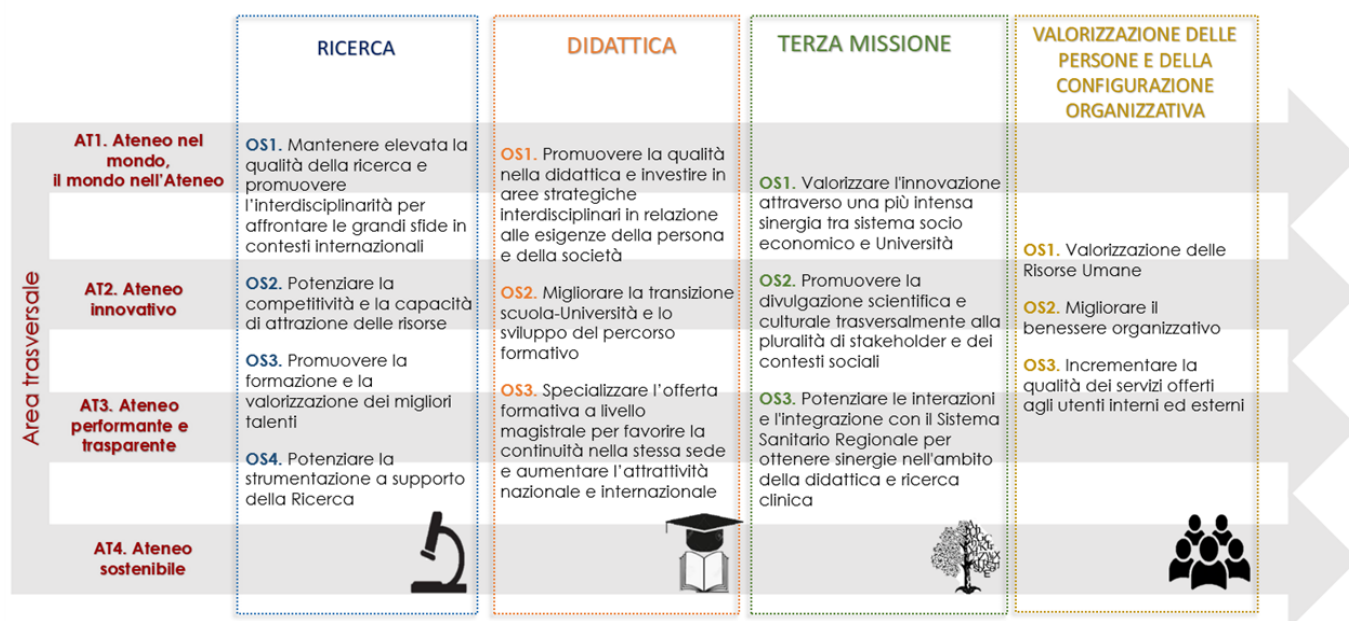 Area trasversale
AT1. Ateneo nel
mondo,
il mondo nell'Ateneo
AT2. Ateneo
innovativo
AT3. Ateneo
performante e
trasparente
AT4. Ateneo
sostenibile
RICERCA
OS1. Mantenere elevata la
qualità della ricerca e
promuovere
l’interdisciplinarità per
affrontare le grandi sfide in
contesti internazionali
OS2. Potenziare la
competitività e la capacità
di attrazione delle risorse
OS3. Promuovere la
formazione e la
valorizzazione dei migliori
talenti
OS4. Potenziare la
strumentazione a supporto
della Ricerca
DIDATTICA
OS1. Promuovere la qualità
nella didattica e investire in
aree strategiche
interdisciplinari in relazione
alle esigenze della persona
e della società
OS2. Migliorare la transizione
scuola-Università e lo
sviluppo del percorso
formativo
OS3. Specializzare l’offerta
formativa a livello
magistrale per favorire la
continuità nella stessa sede
e aumentare l’attrattività
nazionale e internazionale
TERZA MISSIONE
OS1. Valorizzare l'innovazione
attraverso una più intensa
sinergia tra sistema socio
economico e Università
OS2. Promuovere la
divulgazione scientifica e
culturale trasversalmente alla
pluralità di stakeholder e dei
contesti sociali
OS3. Potenziare le interazioni
e l'integrazione con il Sistema
Sanitario Regionale per
ottenere sinergie nell'ambito
della didattica e ricerca
clinica
VALORIZZAZIONE DELLE
PERSONE E DELLA
CONFIGURAZIONE
ORGANIZZATIVA
OS1. Valorizzazione delle
Risorse Umane
OS2. Migliorare il
benessere organizzativo
OS3. Incrementare la
qualità dei servizi offerti
agli utenti interni ed esterni